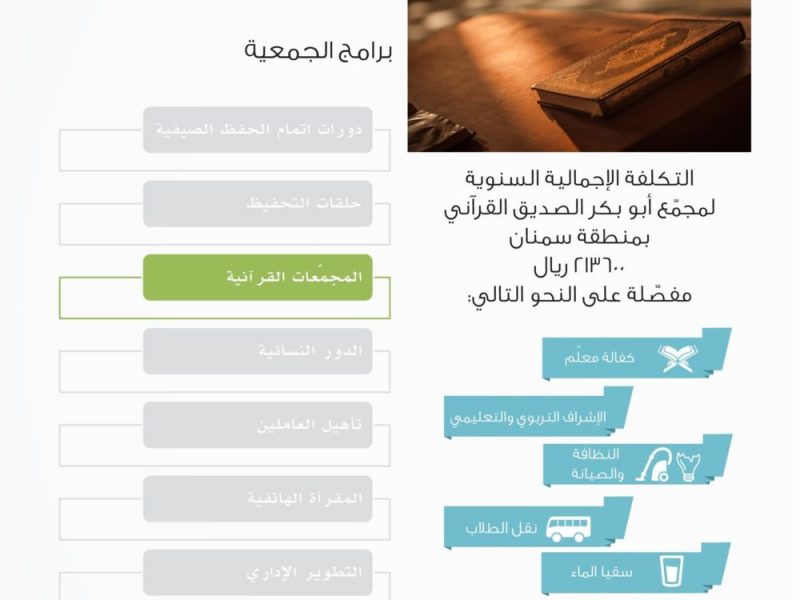 برامج الجمعية
دورات اتمام الحفظ الصيفية
حلقات التحفيظ
المجمّعات القرآنية
الدور النسائية
تأهيل العاملين
المقرأة الهاتفية
التطوير الإداري
التكلفة الإجمالية السنوية
لمجمّع أبو بكر الصديق القرآني
بمنطقة سمنان
٢١٣٦٠٠ ريال
مفصّلة على النحو التالي:
كفالة معلّم
الإشراف التربوي والتعليمي
النظافة
والصيانة
نقل الطلاب
سقيا الماء